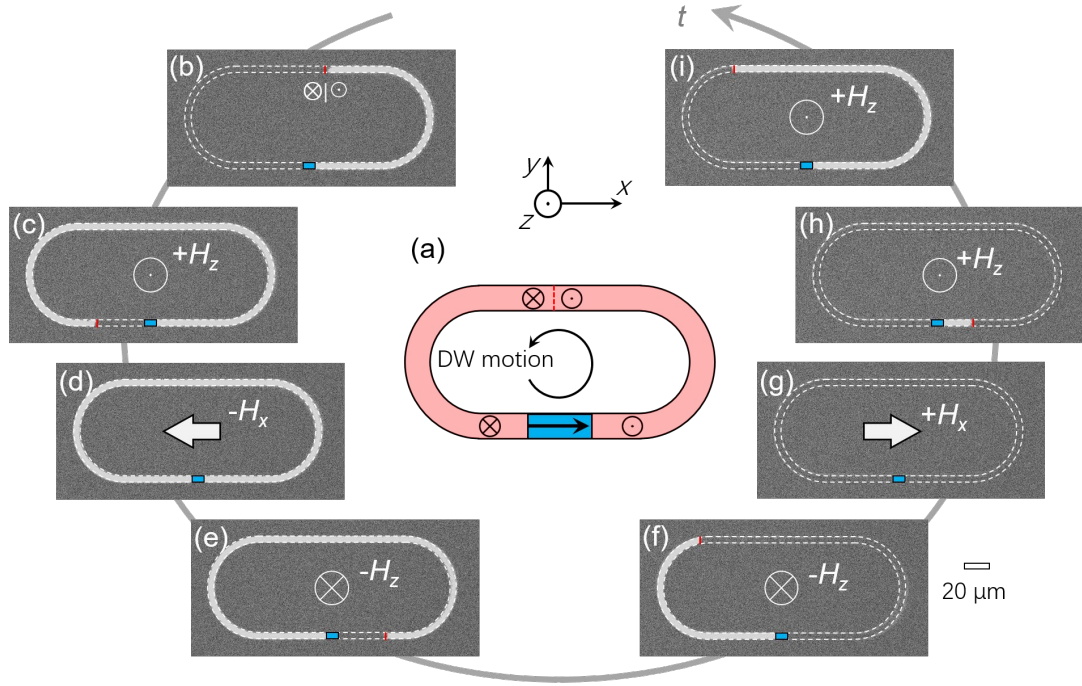 t
(b)
(i)
+Hz
y
x
z
(c)
+Hz
(h)
+Hz
(a)
DW motion
(d)
-Hx
(g)
+Hx
(e)
-Hz
(f)
-Hz
20 μm